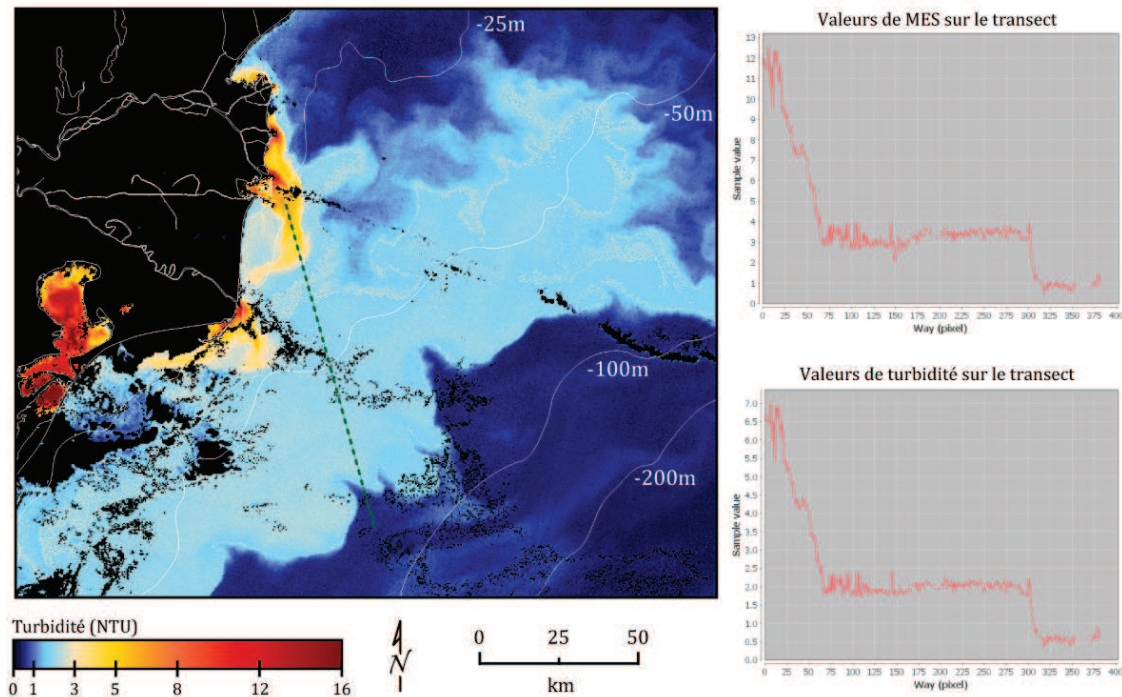 -25m
-50m
-100m
-200m
Turbidité (NTU)
0 1 3 5 8 12 16
N
0 25 50
km
Valeurs de MES sur le transect
13
12
11
10
9
8
7
6
5
4
3
2
1
0
Sample value
0 25 50 75 100 125 150 175 200 225 250 275 300 325 350 375 400
Way (pixel)
Valeurs de turbidité sur le transect
7.0
6.5
6.0
5.5
5.0
4.5
4.0
3.5
3.0
2.5
2.0
1.5
1.0
0.5
0.0
Sample value
0 25 50 75 100 125 150 175 200 225 250 275 300 325 350 375 400
Way (pixel)